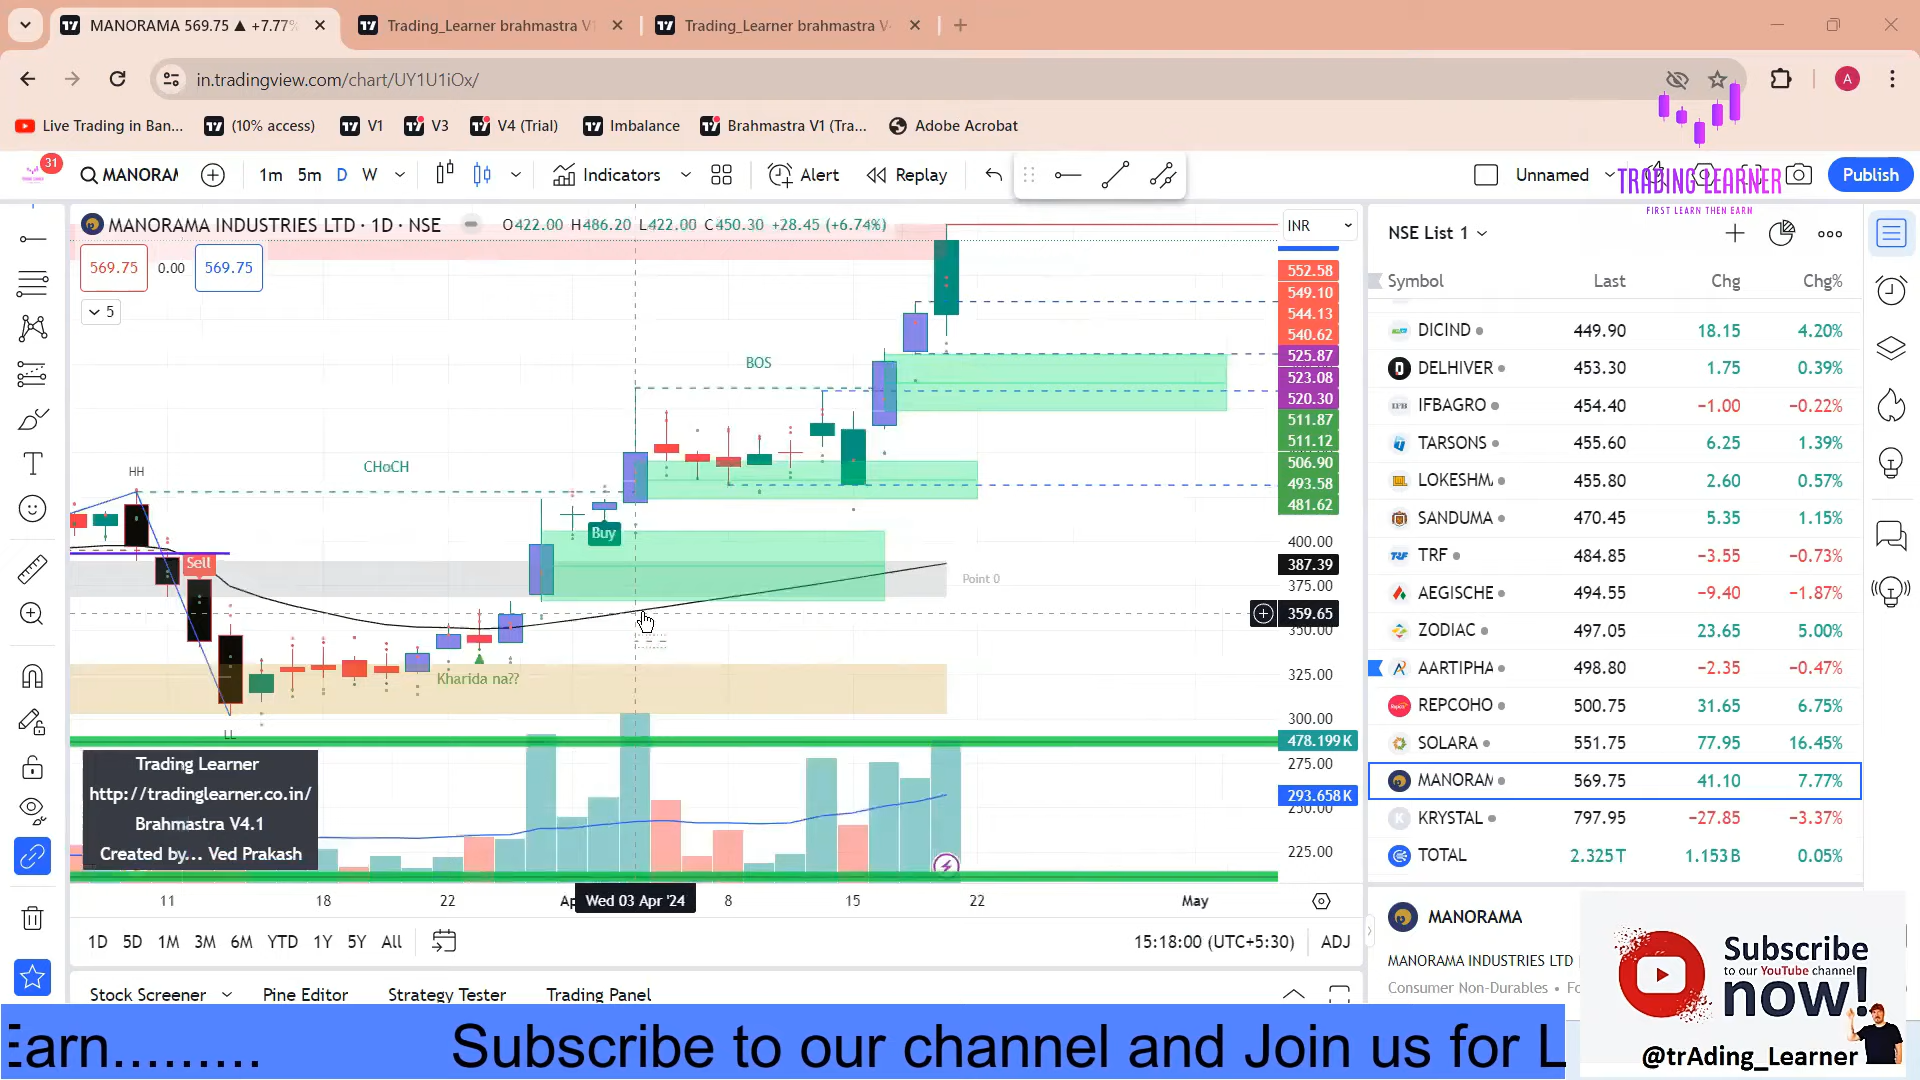 MANORAMA 569.75 ▲ +7.77%
Trading_Learner brahmastra V
Trading_Learner brahmastra V
in.tradingview.com/chart/UY1U1iOx/
A
Live Trading in Ban...
(10% access)
V1
V3
V4 (Trial)
Imbalance
Brahmastra V1 (Tra...
Adobe Acrobat
31
MANORAM
1m 5m D W
Indicators
Alert
Replay
Unnamed
Publish
TRADING LEARNER
FIRST LEARN THEN EARN
MANORAMA INDUSTRIES LTD · 1D · NSE
O422.00 H486.20 L422.00 C450.30 +28.45 (+6.74%)
INR
569.75 0.00 569.75
5
552.58
549.10
544.13
540.62
525.87
523.08
520.30
511.87
511.12
506.90
493.58
481.62
400.00
387.39
375.00
359.65
350.00
325.00
300.00
478.199K
275.00
293.658K
250.00
225.00
BOS
CHoCH
HH
Buy
Sell
Point 0
Kharida na??
LL
Trading Learner
http://tradinglearner.co.in/
Brahmastra V4.1
Created by... Ved Prakash
11 18 22 Ap Wed 03 Apr '24 8 15 22 May
1D 5D 1M 3M 6M YTD 1Y 5Y All
15:18:00 (UTC+5:30) ADJ
Stock Screener Pine Editor Strategy Tester Trading Panel
NSE List 1
Symbol Last Chg Chg%
DICIND 449.90 18.15 4.20%
DELHIVER 453.30 1.75 0.39%
IFBAGRO 454.40 −1.00 −0.22%
TARSONS 455.60 6.25 1.39%
LOKESHM 455.80 2.60 0.57%
SANDUMA 470.45 5.35 1.15%
TRF 484.85 −3.55 −0.73%
AEGISCHE 494.55 −9.40 −1.87%
ZODIAC 497.05 23.65 5.00%
AARTIPHA 498.80 −2.35 −0.47%
REPCOHO 500.75 31.65 6.75%
SOLARA 551.75 77.95 16.45%
MANORAM 569.75 41.10 7.77%
KRYSTAL 797.95 −27.85 −3.37%
TOTAL 2.325T 1.153B 0.05%
MANORAMA
MANORAMA INDUSTRIES LTD
Consumer Non-Durables • Fo
Subscribe
to our YouTube channel
now!
@trAding_Learner
Earn.........
Subscribe to our channel and Join us for L